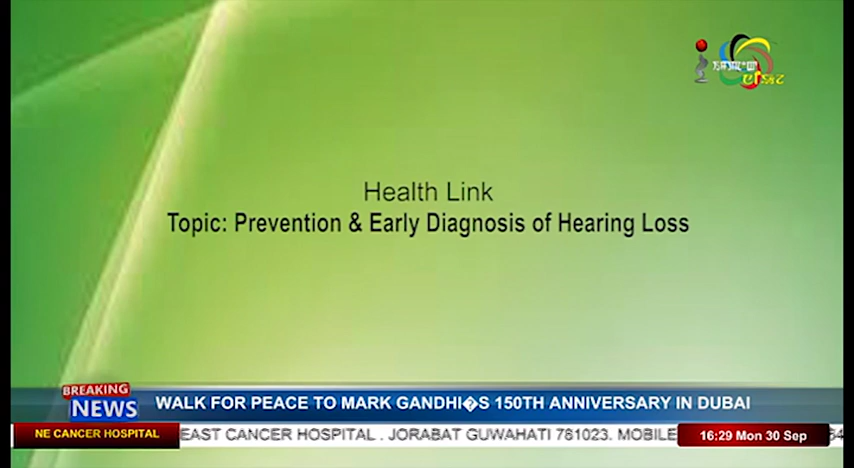 Health Link
Topic: Prevention & Early Diagnosis of Hearing Loss
BREAKING
NEWS
WALK FOR PEACE TO MARK GANDHI�S 150TH ANNIVERSARY IN DUBAI
NE CANCER HOSPITAL
EAST CANCER HOSPITAL . JORABAT GUWAHATI 781023. MOBILE
16:29 Mon 30 Sep